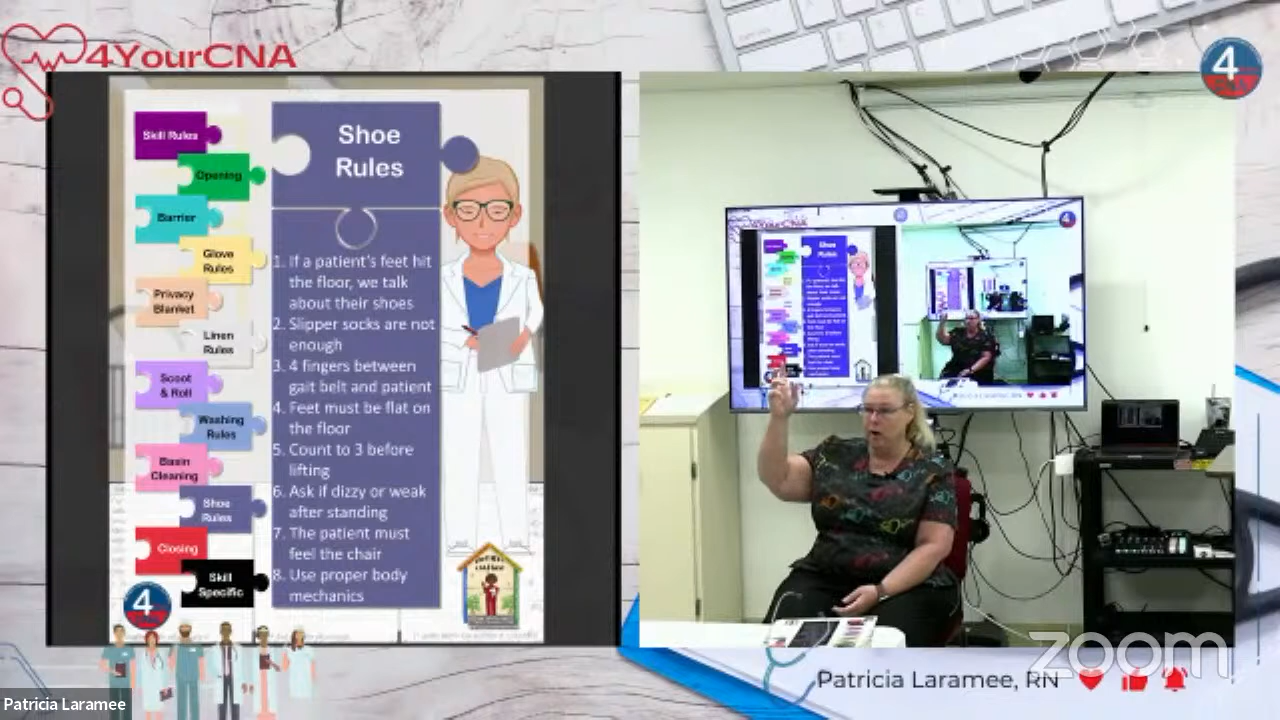 4YourCNA
4
Skill Rules
Opening
Barrier
Glove
Rules
Privacy
Blanket
Linen
Rules
Scoot
& Roll
Washing
Rules
Basin
Cleaning
Shoe
Rules
Closing
Skill
Specific
4
Shoe
Rules
1. If a patient's feet hit
the floor, we talk
about their shoes
2. Slipper socks are not
enough
3. 4 fingers between
gait belt and patient
4. Feet must be flat on
the floor
5. Count to 3 before
lifting
6. Ask if dizzy or weak
after standing
7. The patient must
feel the chair
8. Use proper body
mechanics
YourCNA
4
Shoe
Rules
zoom
Patricia Laramee, RN
Patricia Laramee